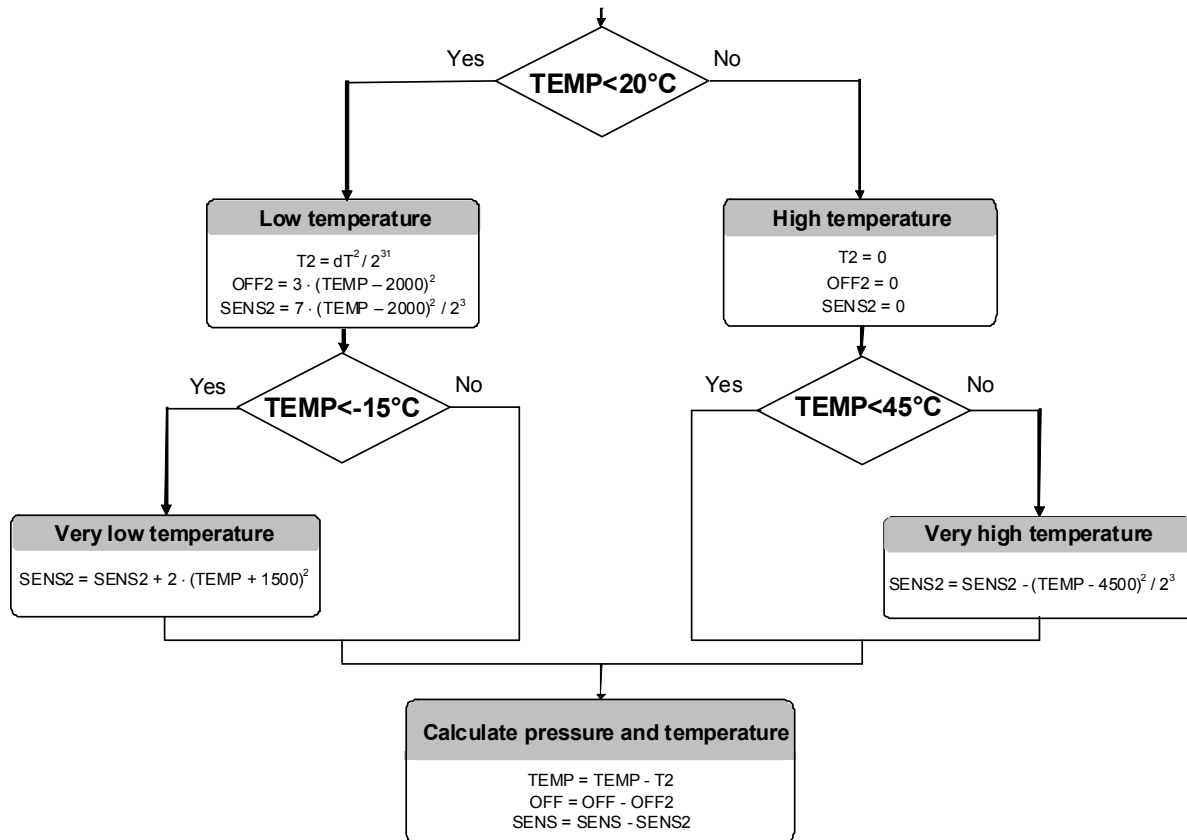 Yes
No
TEMP<20°C
Low temperature
T2 = dT² / 2³¹
OFF2 = 3 · (TEMP – 2000)²
SENS2 = 7 · (TEMP – 2000)² / 2³
High temperature
T2 = 0
OFF2 = 0
SENS2 = 0
Yes
No
TEMP<-15°C
Yes
No
TEMP<45°C
Very low temperature
SENS2 = SENS2 + 2 · (TEMP + 1500)²
Very high temperature
SENS2 = SENS2 - (TEMP - 4500)² / 2³
Calculate pressure and temperature
TEMP = TEMP - T2
OFF = OFF - OFF2
SENS = SENS - SENS2